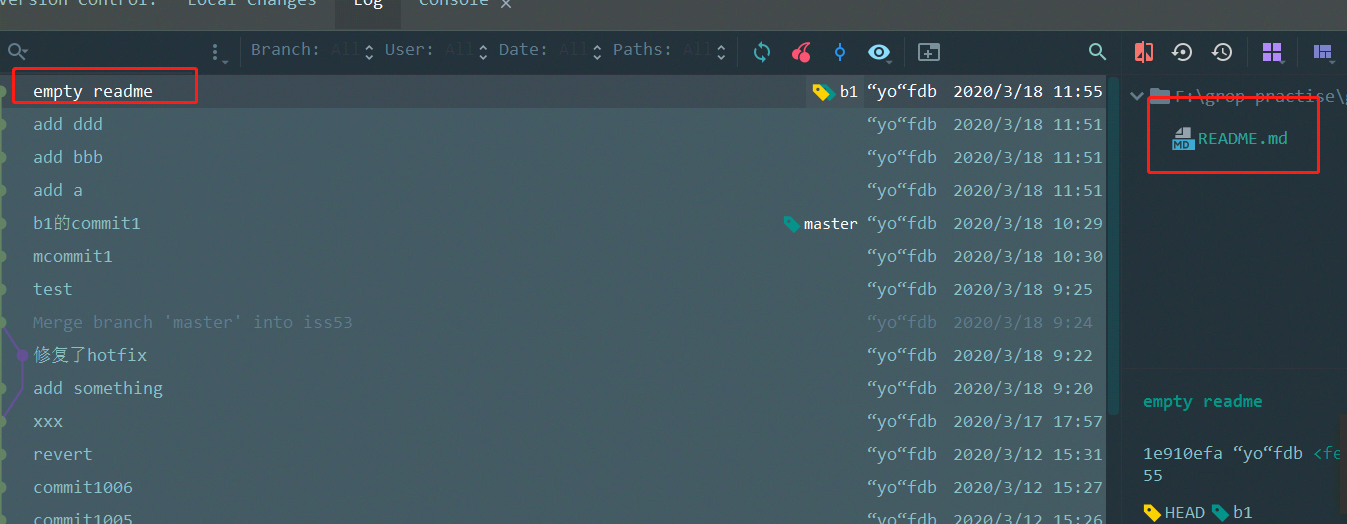 Version Control: Local Changes Log Console ×
Branch: All User: All Date: All Paths: All
empty readme b1 “yo“fdb 2020/3/18 11:55
add ddd “yo“fdb 2020/3/18 11:51
add bbb “yo“fdb 2020/3/18 11:51
add a “yo“fdb 2020/3/18 11:51
b1的commit1 master “yo“fdb 2020/3/18 10:29
mcommit1 “yo“fdb 2020/3/18 10:30
test “yo“fdb 2020/3/18 9:25
Merge branch 'master' into iss53 “yo“fdb 2020/3/18 9:24
修复了hotfix “yo“fdb 2020/3/18 9:22
add something “yo“fdb 2020/3/18 9:20
xxx “yo“fdb 2020/3/17 17:57
revert “yo“fdb 2020/3/12 15:31
commit1006 “yo“fdb 2020/3/12 15:27
commit1005 “yo“fdb 2020/3/12 15:26
F:\grop practise\
MD README.md
empty readme
1e910efa “yo“fdb <fe
55
HEAD b1